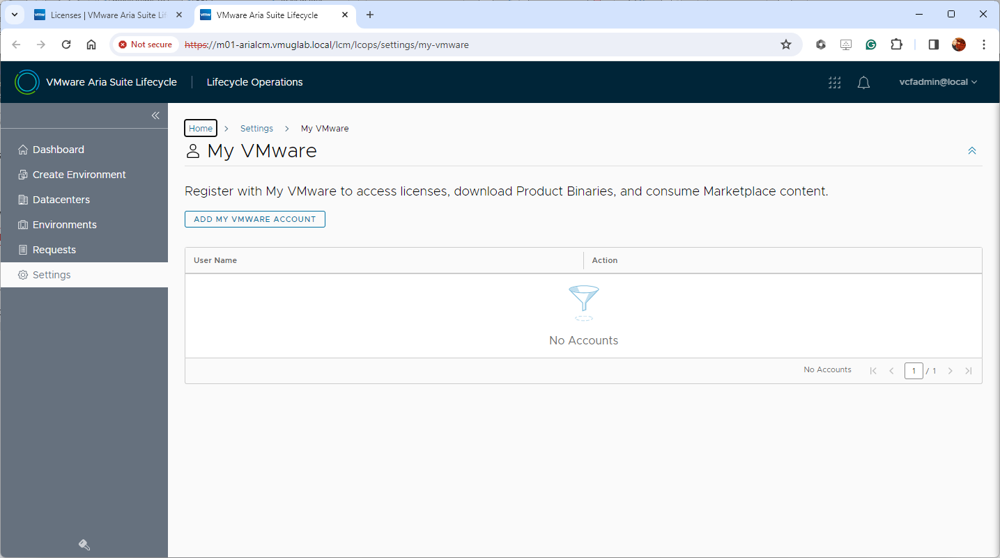 vmw Licenses | VMware Aria Suite Lif
vmw VMware Aria Suite Lifecycle
Not secure https://m01-arialcm.vmuglab.local/lcm/lcops/settings/my-vmware
VMware Aria Suite Lifecycle | Lifecycle Operations vcfadmin@local
Dashboard
Create Environment
Datacenters
Environments
Requests
Settings
Home > Settings > My VMware
My VMware
Register with My VMware to access licenses, download Product Binaries, and consume Marketplace content.
ADD MY VMWARE ACCOUNT
User Name Action
No Accounts
No Accounts 1 / 1